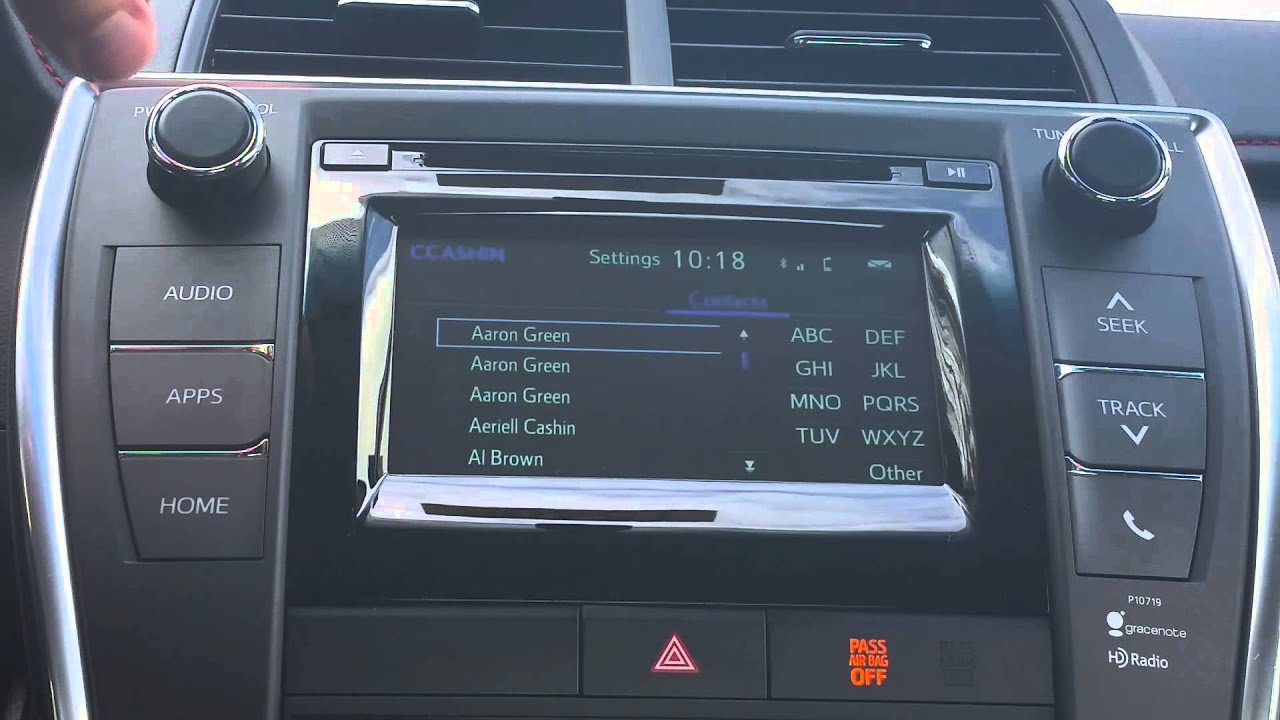 CCASHIN
Settings 10:18
Contacts
Aaron Green
Aaron Green
Aaron Green
Aeriell Cashin
Al Brown
ABC DEF
GHI JKL
MNO PQRS
TUV WXYZ
Other
AUDIO
APPS
HOME
SEEK
TRACK
P10719
gracenote
HD Radio
PASS
AIR BAG
OFF